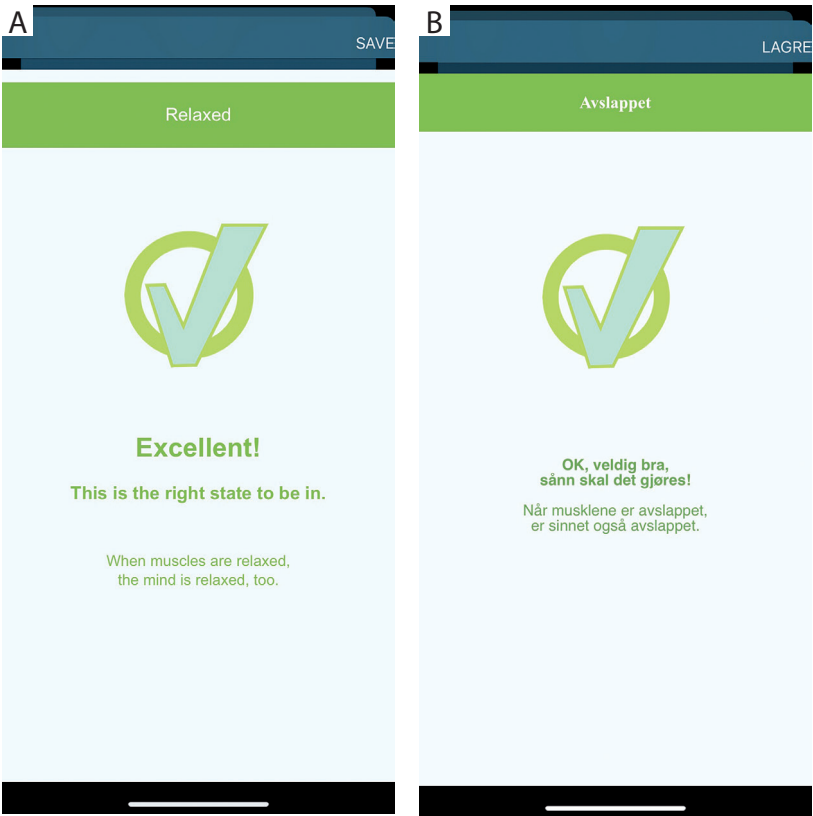 A
SAVE
Relaxed
Excellent!
This is the right state to be in.
When muscles are relaxed,
the mind is relaxed, too.
B
LAGRE
Avslappet
OK, veldig bra,
sånn skal det gjøres!
Når musklene er avslappet,
er sinnet også avslappet.